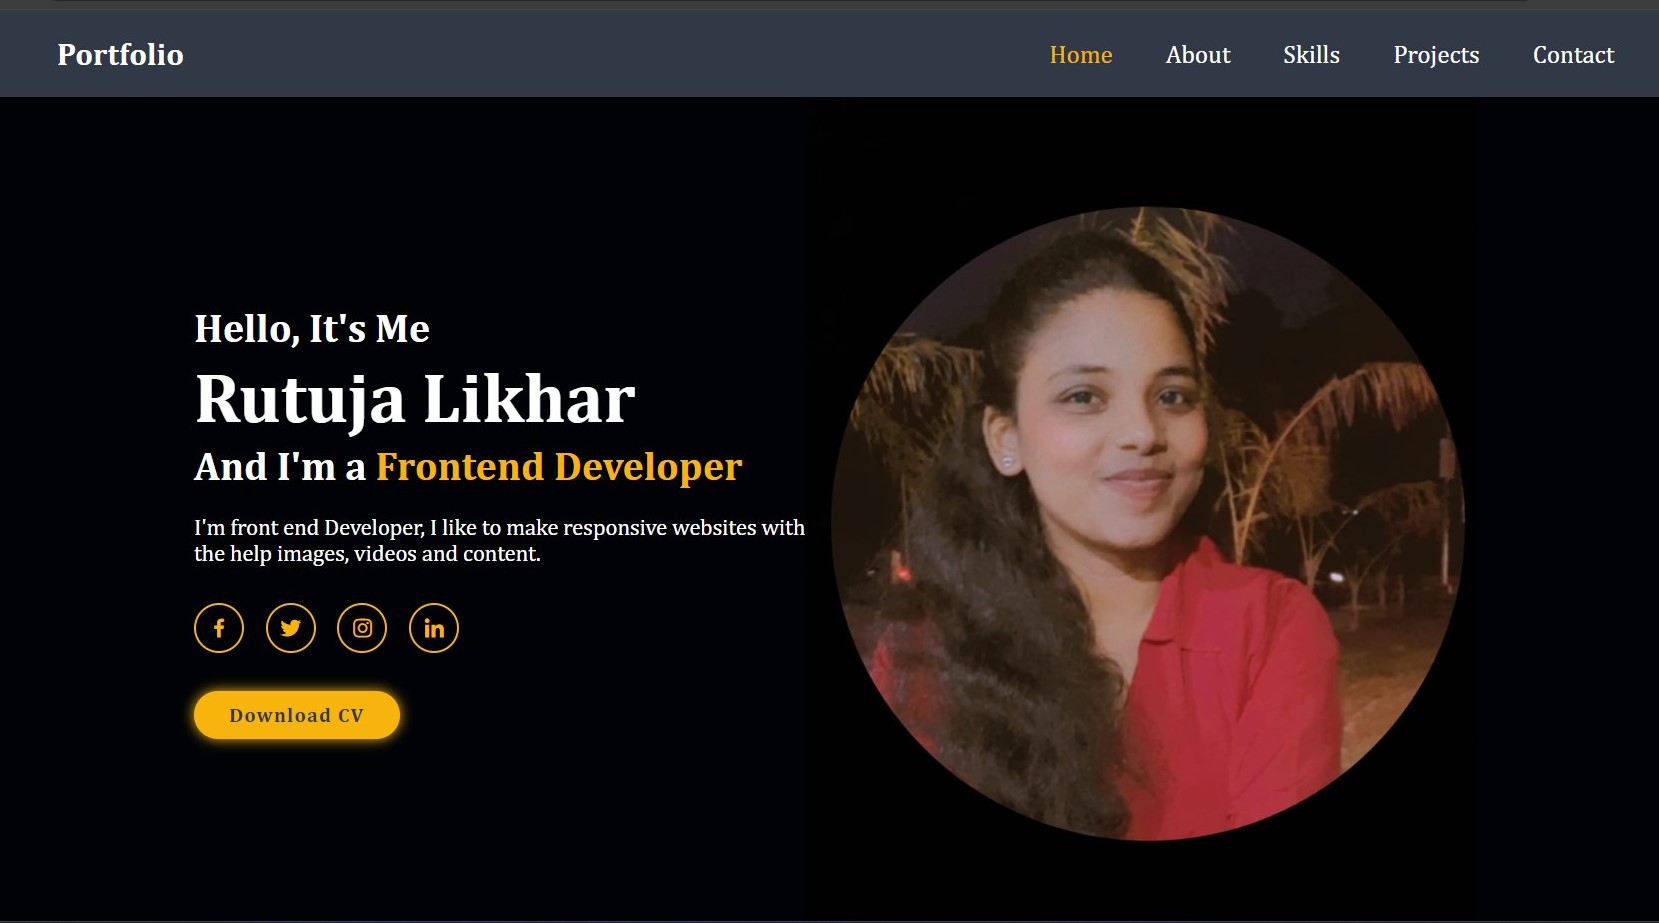 Portfolio
Home About Skills Projects Contact
Hello, It's Me
Rutuja Likhar
And I'm a Frontend Developer
I'm front end Developer, I like to make responsive websites with
the help images, videos and content.
Download CV